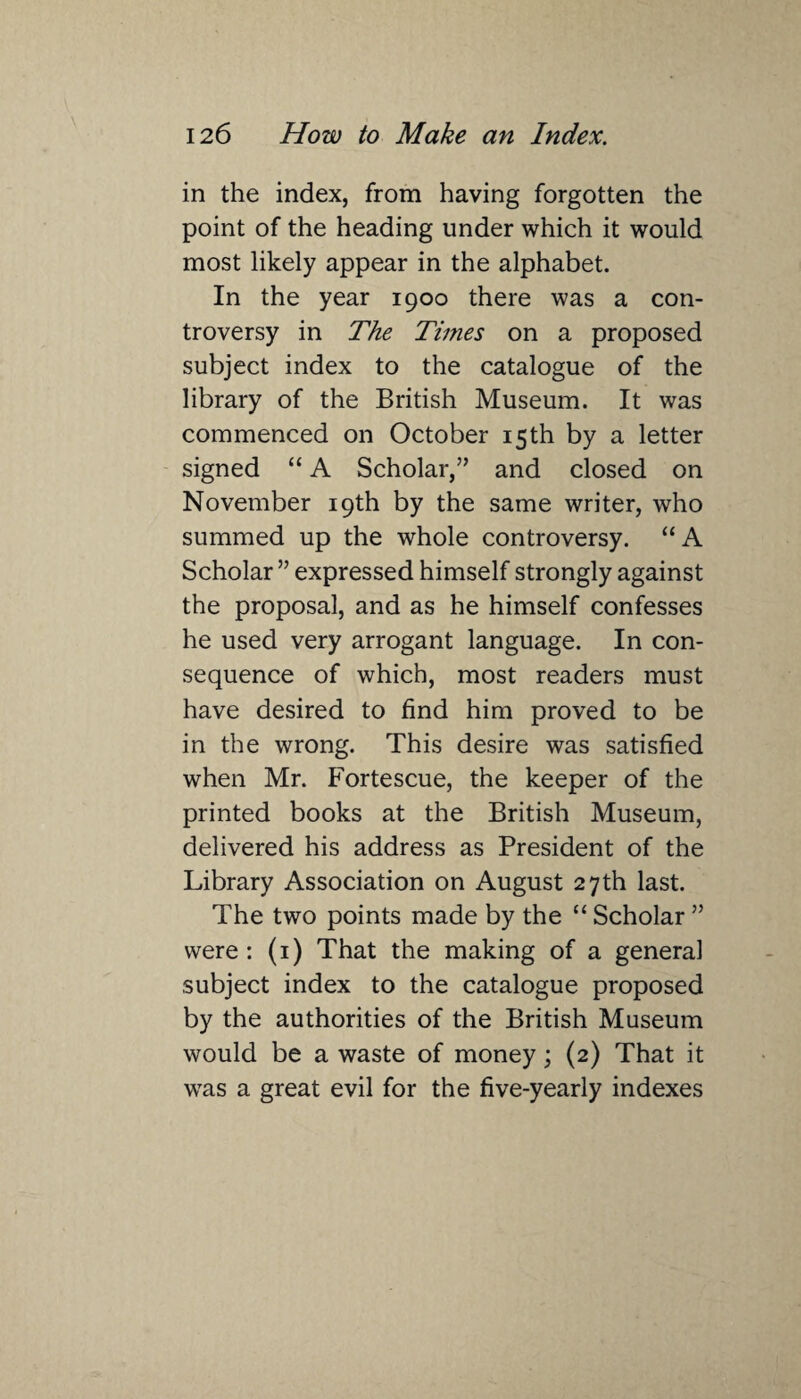 126 How to Make an Index.
in the index, from having forgotten the
point of the heading under which it would
most likely appear in the alphabet.
In the year 1900 there was a con-
troversy in The Times on a proposed
subject index to the catalogue of the
library of the British Museum. It was
commenced on October 15th by a letter
signed “ A Scholar,” and closed on
November 19th by the same writer, who
summed up the whole controversy. “ A
Scholar ” expressed himself strongly against
the proposal, and as he himself confesses
he used very arrogant language. In con-
sequence of which, most readers must
have desired to find him proved to be
in the wrong. This desire was satisfied
when Mr. Fortescue, the keeper of the
printed books at the British Museum,
delivered his address as President of the
Library Association on August 27th last.
The two points made by the “ Scholar ”
were : (1) That the making of a general
subject index to the catalogue proposed
by the authorities of the British Museum
would be a waste of money ; (2) That it
was a great evil for the five-yearly indexes